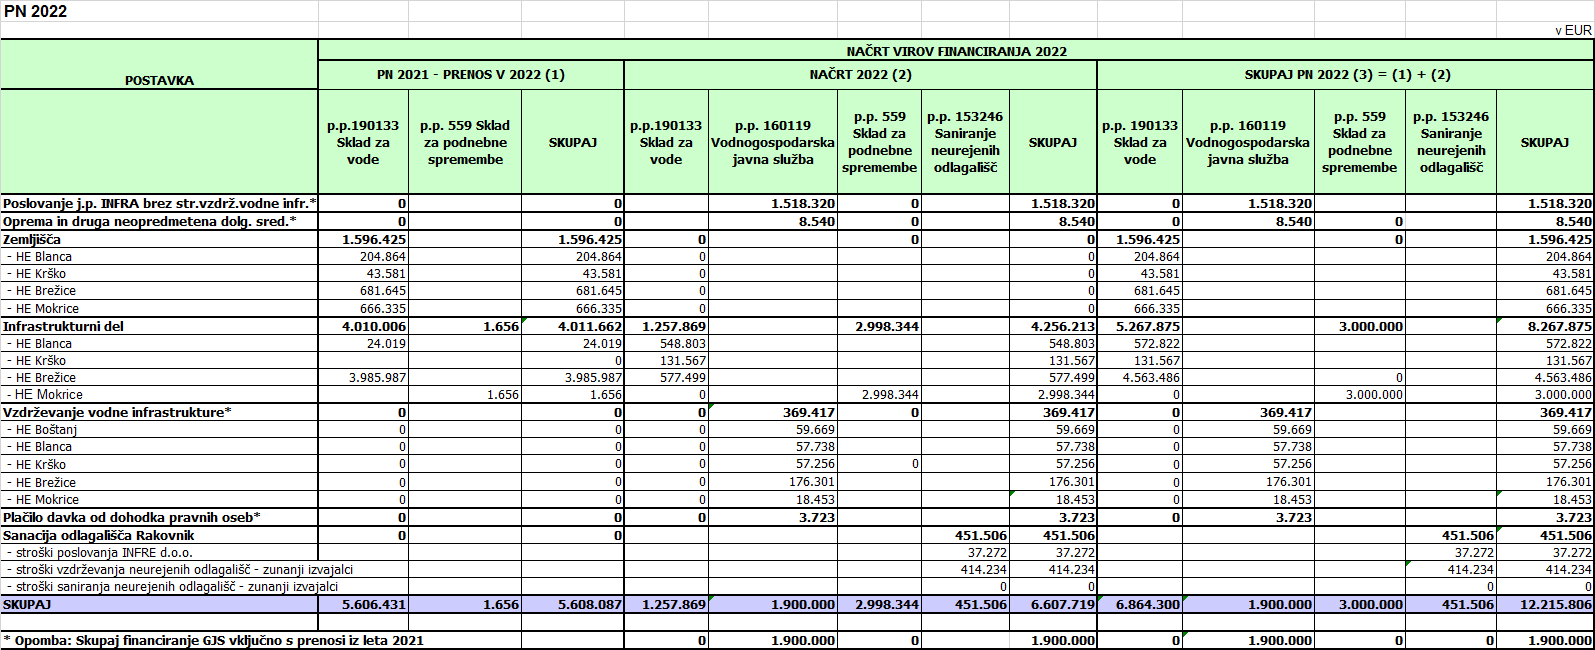 PN 2022
v EUR
NAČRT VIROV FINANCIRANJA 2022
POSTAVKA
PN 2021 - PRENOS V 2022 (1)
NAČRT 2022 (2)
SKUPAJ PN 2022 (3) = (1) + (2)
p.p.190133 Sklad za vode
p.p. 559 Sklad za podnebne spremembe
SKUPAJ
p.p.190133 Sklad za vode
p.p. 160119 Vodnogospodarska javna služba
p.p. 559 Sklad za podnebne spremembe
p.p. 153246 Saniranje neurejenih odlagališč
SKUPAJ
p.p. 190133 Sklad za vode
p.p. 160119 Vodnogospodarska javna služba
p.p. 559 Sklad za podnebne spremembe
p.p. 153246 Saniranje neurejenih odlagališč
SKUPAJ
Poslovanje j.p. INFRA brez str.vzdrž.vodne infr.* 0 0 1.518.320 0 1.518.320 0 1.518.320 1.518.320
Oprema in druga neopredmetena dolg. sred.* 0 0 8.540 0 8.540 0 8.540 0 8.540
Zemljišča 1.596.425 1.596.425 0 0 0 1.596.425 0 1.596.425
- HE Blanca 204.864 204.864 0 0 204.864 204.864
- HE Krško 43.581 43.581 0 0 43.581 43.581
- HE Brežice 681.645 681.645 0 0 681.645 681.645
- HE Mokrice 666.335 666.335 0 0 666.335 666.335
Infrastrukturni del 4.010.006 1.656 4.011.662 1.257.869 2.998.344 4.256.213 5.267.875 3.000.000 8.267.875
- HE Blanca 24.019 24.019 548.803 548.803 572.822 572.822
- HE Krško 0 131.567 131.567 131.567 131.567
- HE Brežice 3.985.987 3.985.987 577.499 577.499 4.563.486 0 4.563.486
- HE Mokrice 1.656 1.656 0 2.998.344 2.998.344 0 3.000.000 3.000.000
Vzdrževanje vodne infrastrukture* 0 0 0 369.417 0 369.417 0 369.417 369.417
- HE Boštanj 0 0 0 59.669 59.669 0 59.669 59.669
- HE Blanca 0 0 0 57.738 57.738 0 57.738 57.738
- HE Krško 0 0 0 57.256 0 57.256 0 57.256 57.256
- HE Brežice 0 0 0 176.301 176.301 0 176.301 176.301
- HE Mokrice 0 0 0 18.453 18.453 0 18.453 18.453
Plačilo davka od dohodka pravnih oseb* 0 0 0 3.723 3.723 0 3.723 3.723
Sanacija odlagališča Rakovnik 0 0 451.506 451.506 451.506 451.506
- stroški poslovanja INFRE d.o.o. 37.272 37.272 37.272 37.272
- stroški vzdrževanja neurejenih odlagališč - zunanji izvajalci 414.234 414.234 414.234 414.234
- stroški saniranja neurejenih odlagališč - zunanji izvajalci 0 0 0 0
SKUPAJ 5.606.431 1.656 5.608.087 1.257.869 1.900.000 2.998.344 451.506 6.607.719 6.864.300 1.900.000 3.000.000 451.506 12.215.806
* Opomba: Skupaj financiranje GJS vključno s prenosi iz leta 2021 0 1.900.000 0 1.900.000 0 1.900.000 0 0 1.900.000